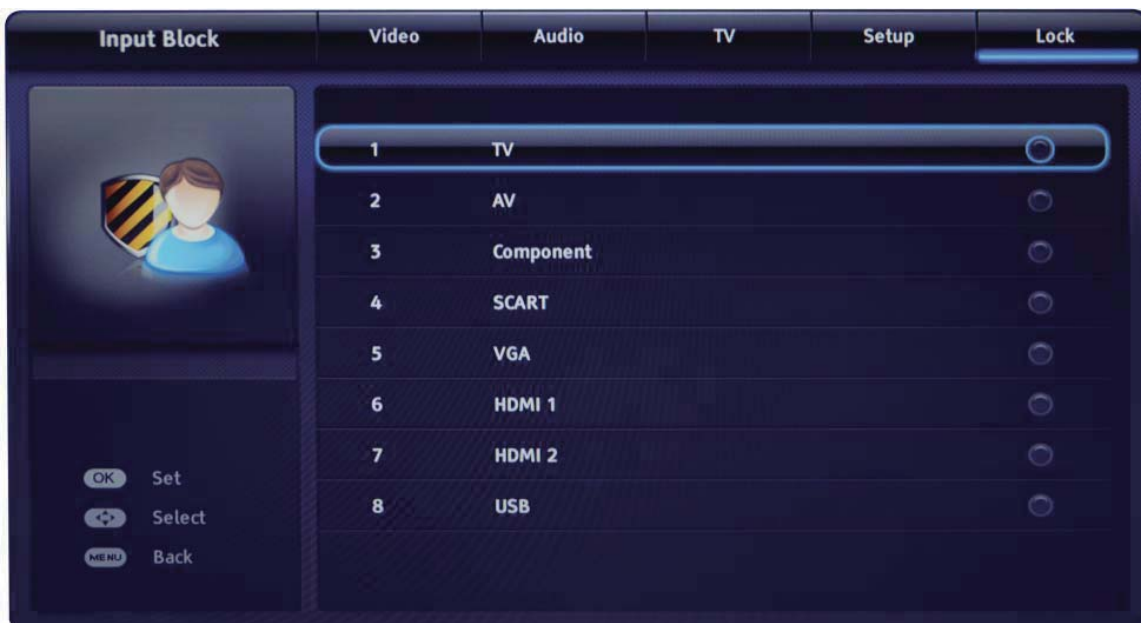 Input Block Video Audio TV Setup Lock
1 TV
2 AV
3 Component
4 SCART
5 VGA
6 HDMI 1
7 HDMI 2
8 USB
OK Set
Select
MENU Back